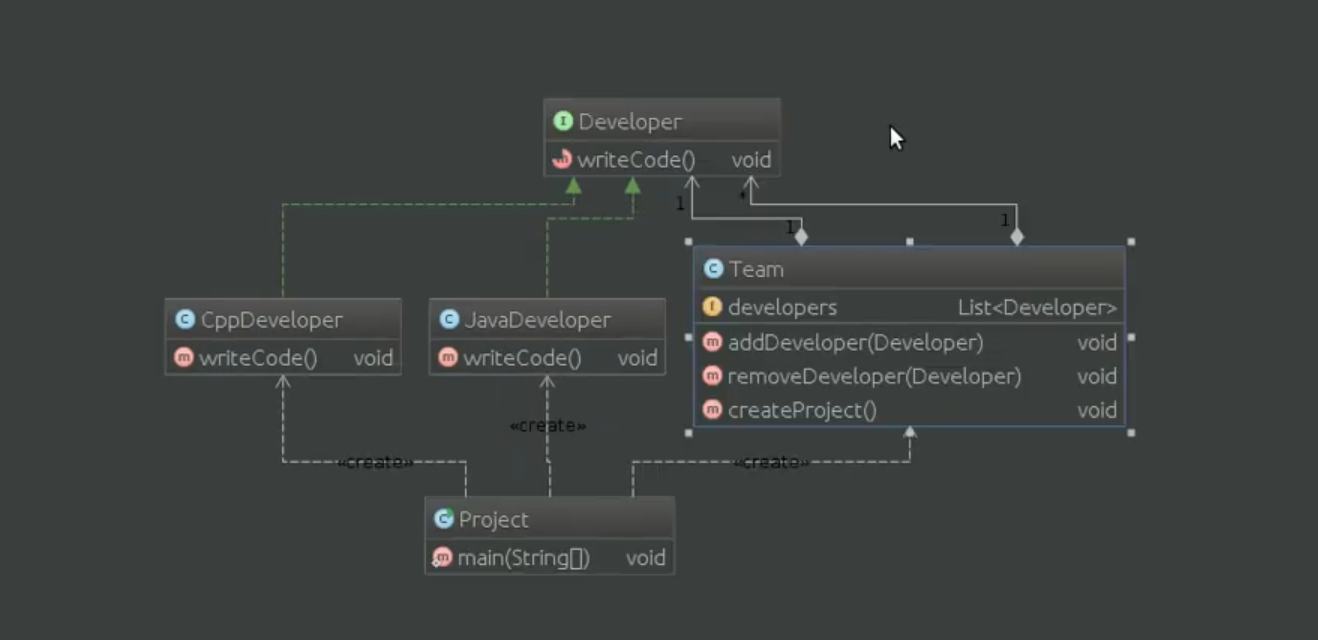 Developer
writeCode() void
1
*
1
1
Team
developers List<Developer>
addDeveloper(Developer) void
removeDeveloper(Developer) void
createProject() void
CppDeveloper
writeCode() void
JavaDeveloper
writeCode() void
«create»
«create»
«create»
Project
main(String[]) void